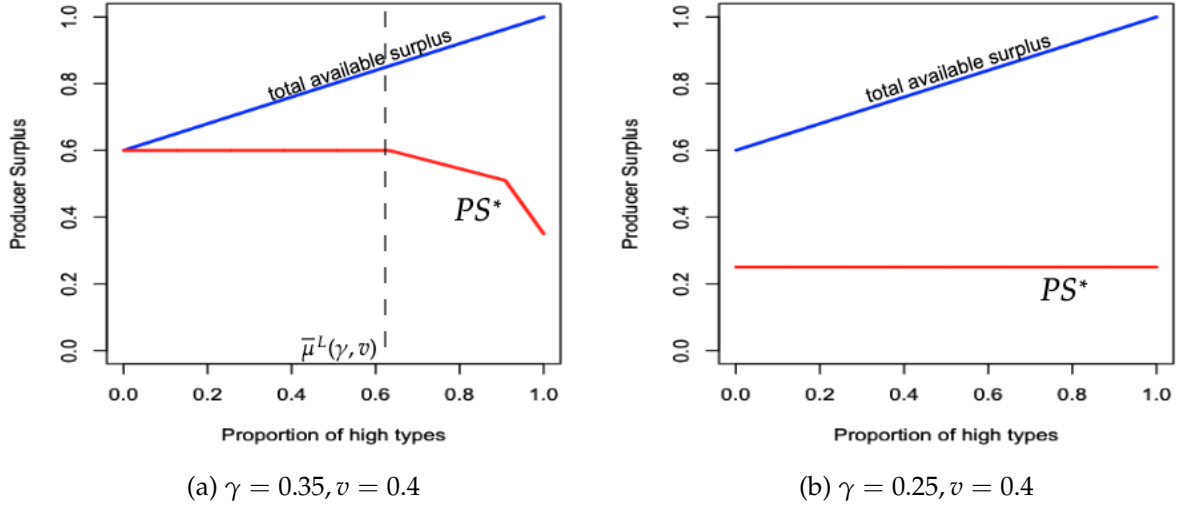 Producer Surplus
1.0
0.8
0.6
0.4
0.2
0.0
total available surplus
PS*
μ̅ᴸ(γ, v)
0.0 0.2 0.4 0.6 0.8 1.0
Proportion of high types
(a) γ = 0.35, v = 0.4
Producer Surplus
1.0
0.8
0.6
0.4
0.2
0.0
total available surplus
PS*
0.0 0.2 0.4 0.6 0.8 1.0
Proportion of high types
(b) γ = 0.25, v = 0.4